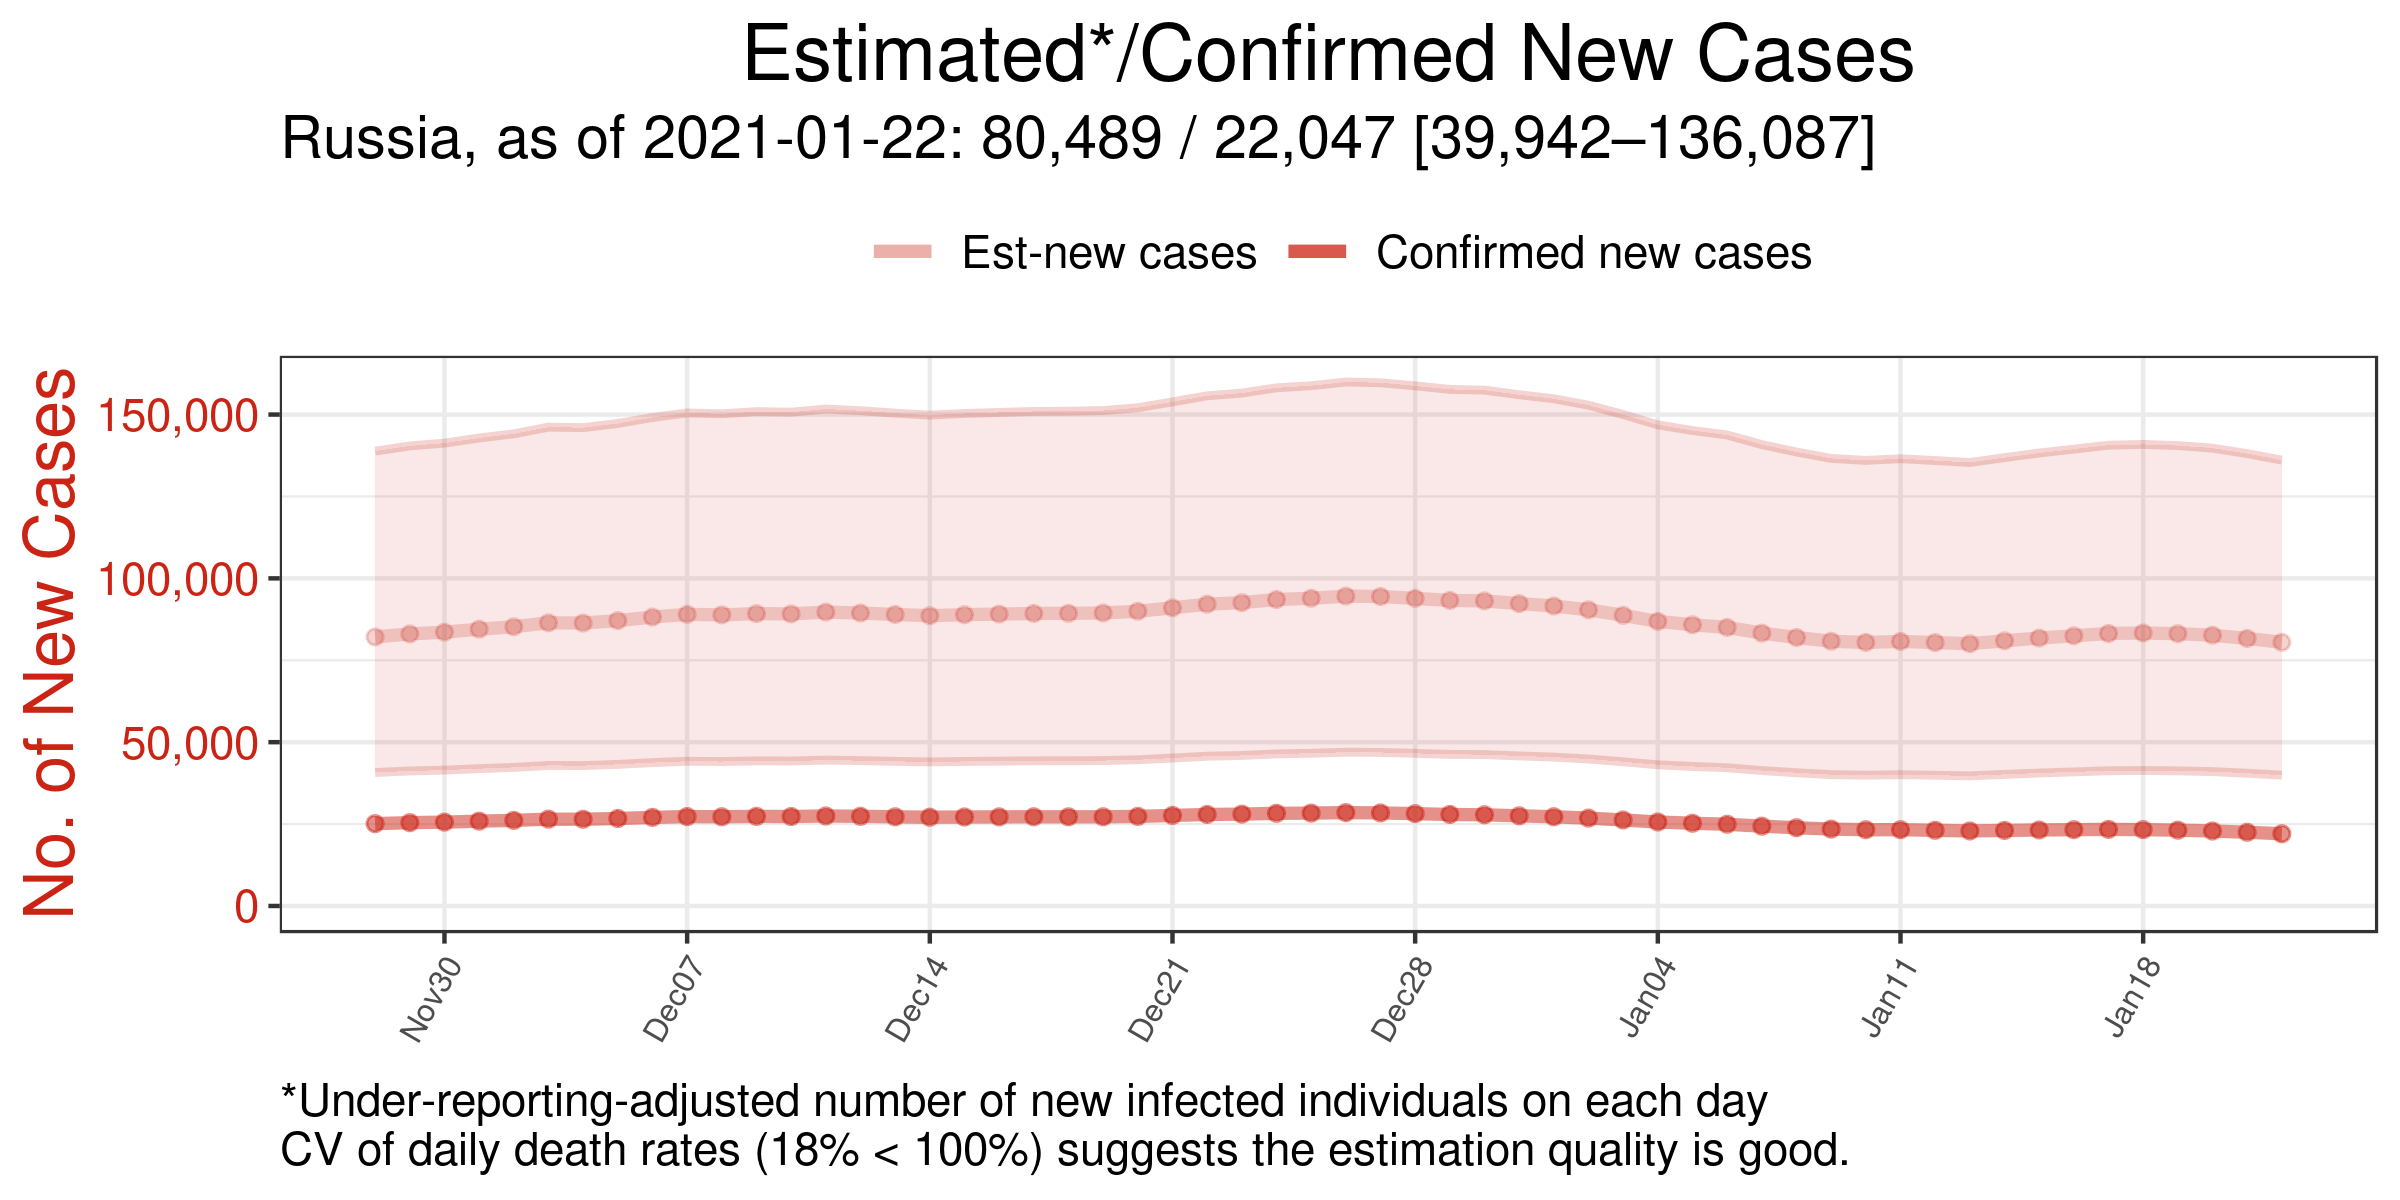 Estimated*/Confirmed New Cases
Russia, as of 2021-01-22: 80,489 / 22,047 [39,942–136,087]
Est-new cases
Confirmed new cases
No. of New Cases
150,000
100,000
50,000
0
Nov30
Dec07
Dec14
Dec21
Dec28
Jan04
Jan11
Jan18
*Under-reporting-adjusted number of new infected individuals on each day
CV of daily death rates (18% < 100%) suggests the estimation quality is good.